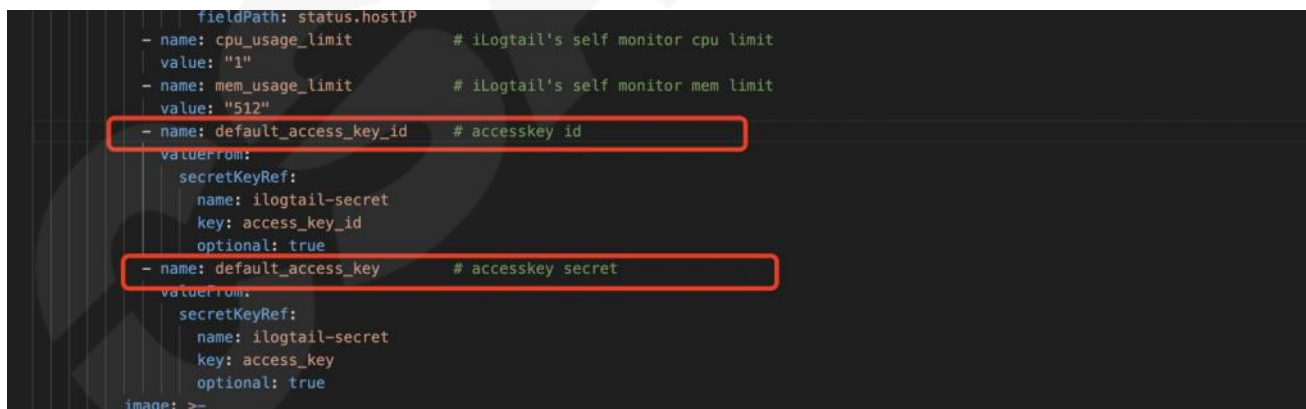 fieldPath: status.hostIP
- name: cpu_usage_limit # iLogtail's self monitor cpu limit
value: "1"
- name: mem_usage_limit # iLogtail's self monitor mem limit
value: "512"
- name: default_access_key_id # accesskey id
valueFrom:
secretKeyRef:
name: ilogtail-secret
key: access_key_id
optional: true
- name: default_access_key # accesskey secret
valueFrom:
secretKeyRef:
name: ilogtail-secret
key: access_key
optional: true
image: >-